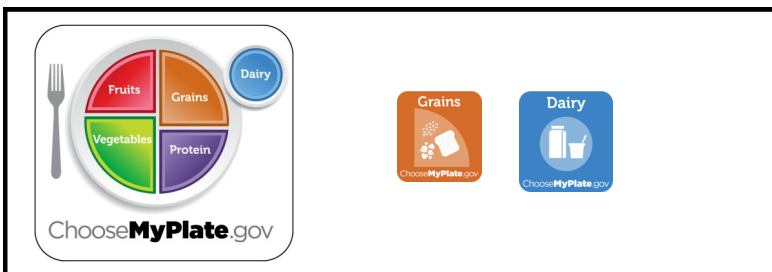 Fruits
Grains
Dairy
Vegetables
Protein
ChooseMyPlate.gov
Grains
ChooseMyPlate.gov
Dairy
ChooseMyPlate.gov